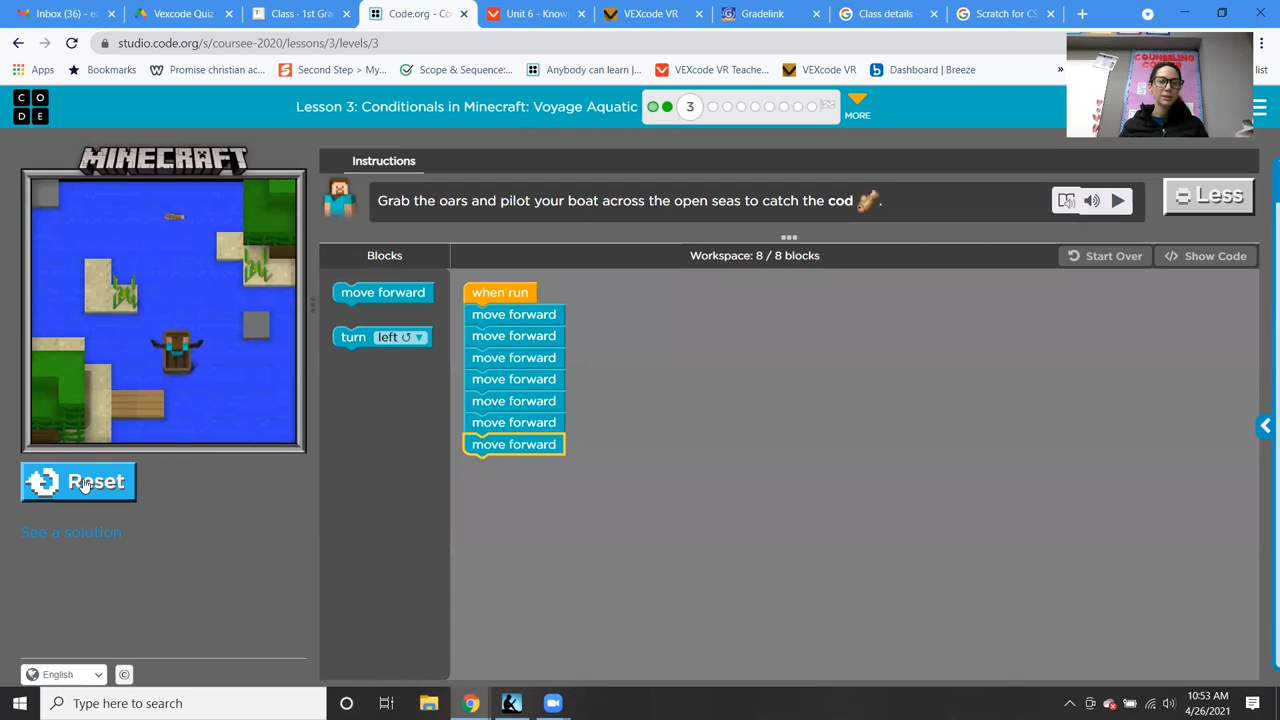 Inbox (36) - ea
Vexcode Quiz
Class - 1st Grad
Code.org - Co
Unit 6 - Know
VEXcode VR
Gradelink
Class details -
Scratch for CS
studio.code.org/s/coursee-2020/lessons/3/levels/3
Apps
Bookmarks
Promise christian ac...
Second Step > My...
Scope & Sequence:...
Anybody can learn |...
VEXcode VR Teache...
VEXcode VR
Dashboard | Breeze
»
list
CODE
Lesson 3: Conditionals in Minecraft: Voyage Aquatic
3
MORE
MINECRAFT
Instructions
Grab the oars and pilot your boat across the open seas to catch the cod .
Less
Blocks
Workspace: 8 / 8 blocks
Start Over
Show Code
move forward
turn left
when run
move forward
move forward
move forward
move forward
move forward
move forward
move forward
Reset
See a solution
English
©
Type here to search
10:53 AM
4/26/2021